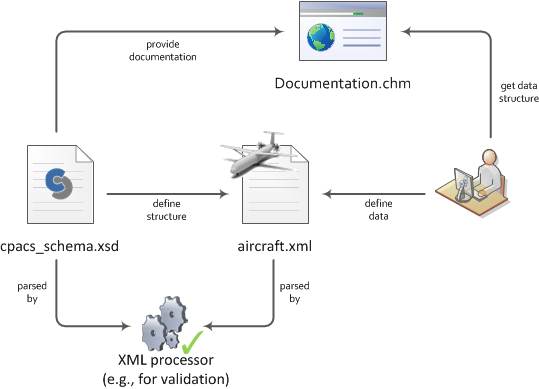 provide
documentation
Documentation.chm
get data
structure
define
structure
define
data
cpacs_schema.xsd
aircraft.xml
parsed
by
parsed
by
XML processor
(e.g., for validation)